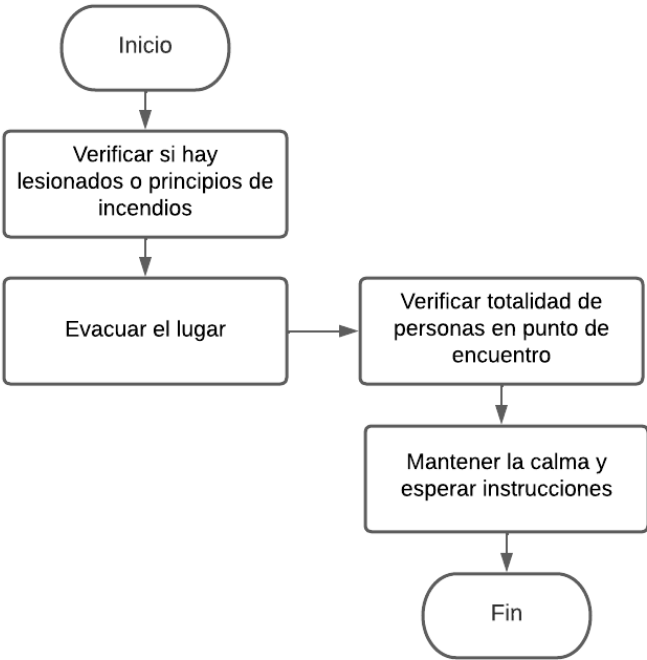 Inicio
Verificar si hay
lesionados o principios de
incendios
Evacuar el lugar
Verificar totalidad de
personas en punto de
encuentro
Mantener la calma y
esperar instrucciones
Fin